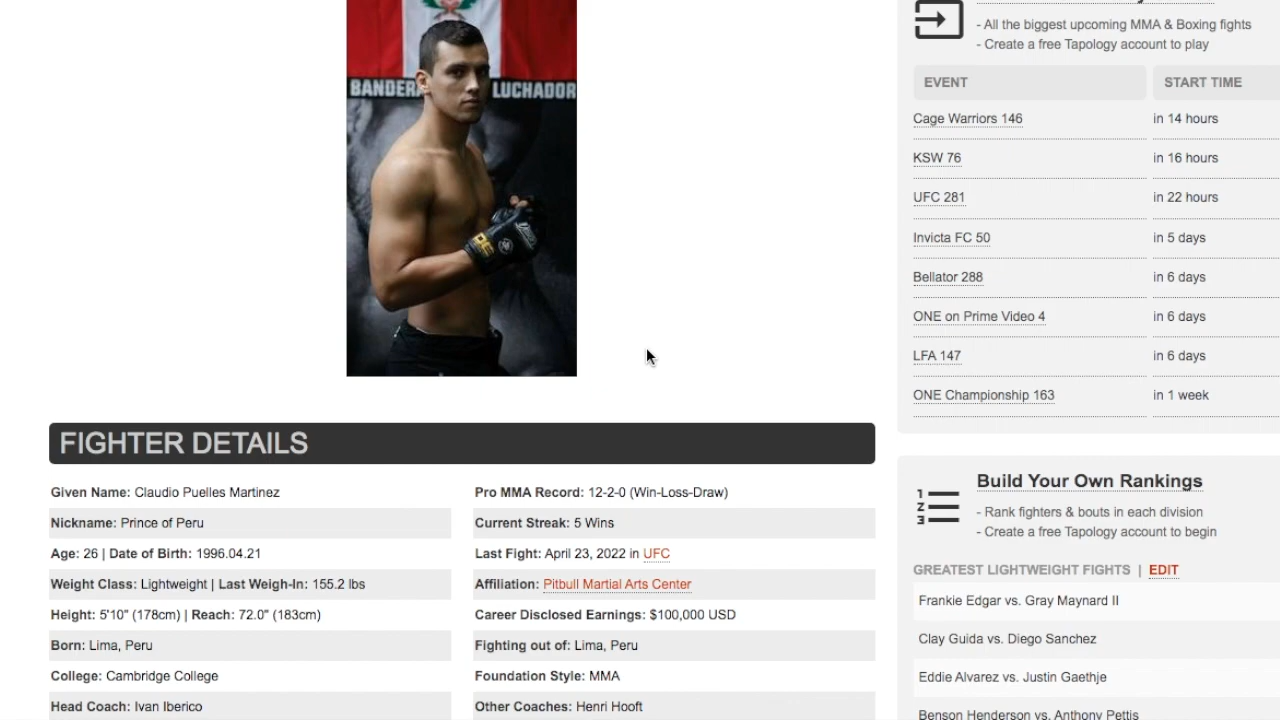 BANDERA LUCHADOR
FIGHTER DETAILS
Given Name: Claudio Puelles Martinez
Pro MMA Record: 12-2-0 (Win-Loss-Draw)
Nickname: Prince of Peru
Current Streak: 5 Wins
Age: 26 | Date of Birth: 1996.04.21
Last Fight: April 23, 2022 in UFC
Weight Class: Lightweight | Last Weigh-In: 155.2 lbs
Affiliation: Pitbull Martial Arts Center
Height: 5'10" (178cm) | Reach: 72.0" (183cm)
Career Disclosed Earnings: $100,000 USD
Born: Lima, Peru
Fighting out of: Lima, Peru
College: Cambridge College
Foundation Style: MMA
Head Coach: Ivan Iberico
Other Coaches: Henri Hooft
- All the biggest upcoming MMA & Boxing fights
- Create a free Tapology account to play
EVENT START TIME
Cage Warriors 146 in 14 hours
KSW 76 in 16 hours
UFC 281 in 22 hours
Invicta FC 50 in 5 days
Bellator 288 in 6 days
ONE on Prime Video 4 in 6 days
LFA 147 in 6 days
ONE Championship 163 in 1 week
Build Your Own Rankings
- Rank fighters & bouts in each division
- Create a free Tapology account to begin
GREATEST LIGHTWEIGHT FIGHTS | EDIT
Frankie Edgar vs. Gray Maynard II
Clay Guida vs. Diego Sanchez
Eddie Alvarez vs. Justin Gaethje
Benson Henderson vs. Anthony Pettis